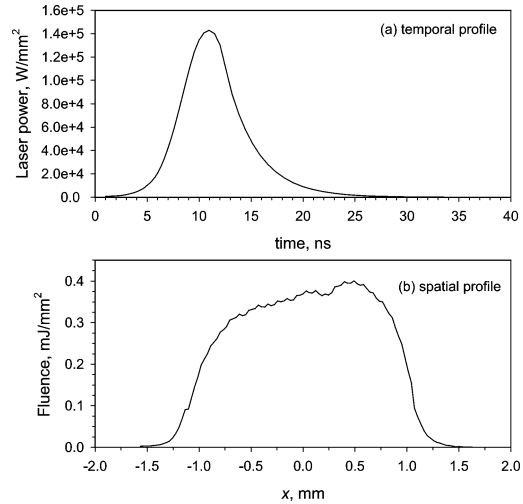 1.6e+5
1.4e+5
1.2e+5
1.0e+5
8.0e+4
6.0e+4
4.0e+4
2.0e+4
0.0
Laser power, W/mm²
(a) temporal profile
0 5 10 15 20 25 30 35 40
time, ns
0.4
0.3
0.2
0.1
0.0
Fluence, mJ/mm²
(b) spatial profile
-2.0 -1.5 -1.0 -0.5 0.0 0.5 1.0 1.5 2.0
x, mm